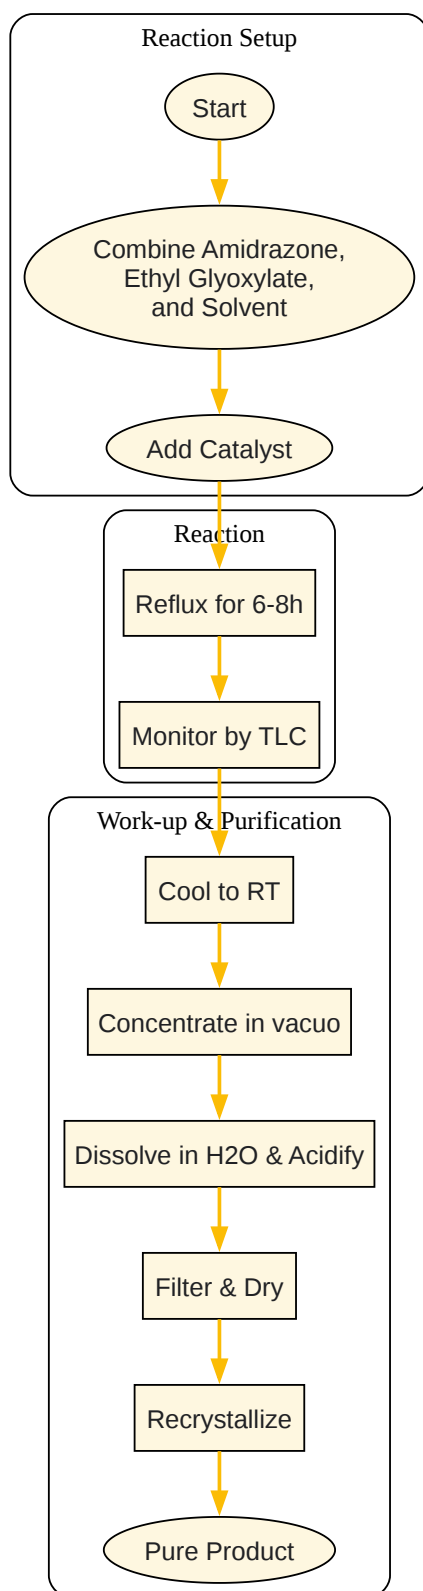 Reaction Setup
Start
Combine Amidrazone,
Ethyl Glyoxylate,
and Solvent
Add Catalyst
Reaction
Reflux for 6-8h
Monitor by TLC
Work-up & Purification
Cool to RT
Concentrate in vacuo
Dissolve in H2O & Acidify
Filter & Dry
Recrystallize
Pure Product